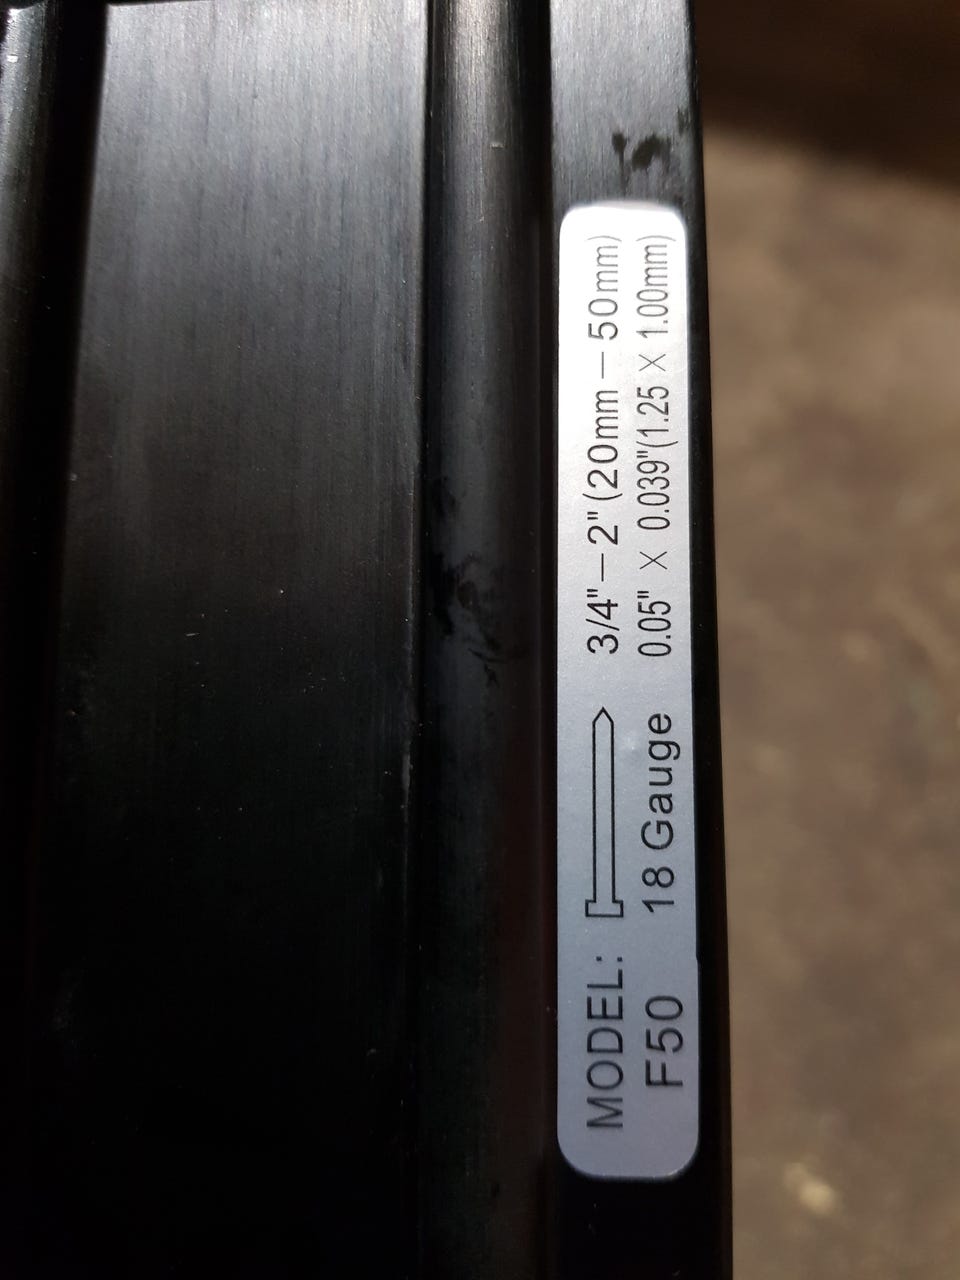 MODEL: 3/4"—2"(20mm—50mm)
F50 18 Gauge 0.05" X 0.039"(1.25 X 1.00mm)